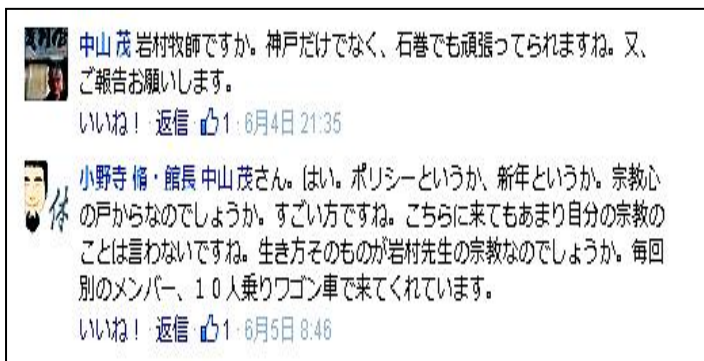 中山 茂 岩村牧師ですか。神戸だけでなく、石巻でも頑張ってられますね。又、
ご報告お願いします。
いいね！ · 返信 · 1 · 6月4日 21:35
小野寺 脩・館長 中山 茂さん。はい。ポリシーというか、新年というか。宗教心
休 の戸からなのでしょうか。すごい方ですね。こちらに来てもあまり自分の宗教の
ことは言わないですね。生き方そのものが岩村先生の宗教なのでしょうか。毎回
別のメンバー、１０人乗りワゴン車で来てくれています。
いいね！ · 返信 · 1 · 6月5日 8:46